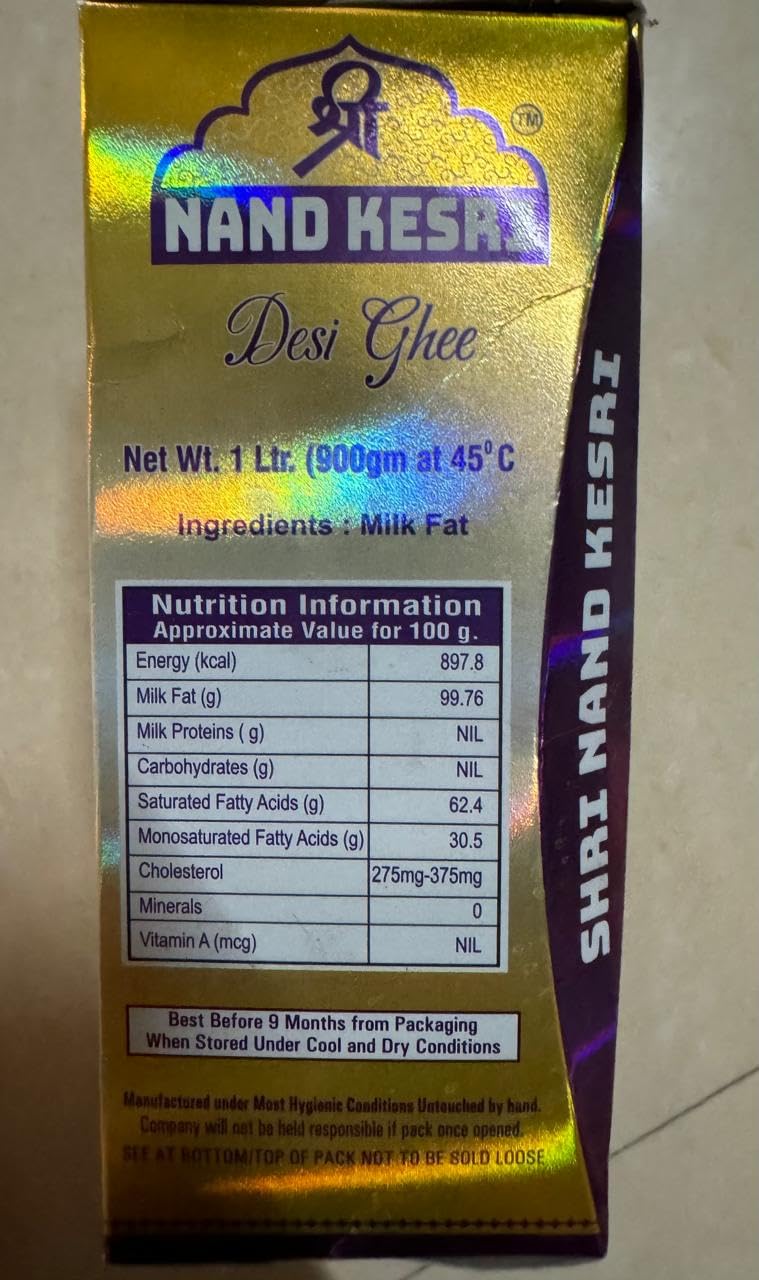 श्री
TM
NAND KESRI
Desi Ghee
Net Wt. 1 Ltr. (900gm at 45⁰C
Ingredients : Milk Fat
Nutrition Information
Approximate Value for 100 g.
Energy (kcal) 897.8
Milk Fat (g) 99.76
Milk Proteins ( g) NIL
Carbohydrates (g) NIL
Saturated Fatty Acids (g) 62.4
Monosaturated Fatty Acids (g) 30.5
Cholesterol 275mg-375mg
Minerals 0
Vitamin A (mcg) NIL
Best Before 9 Months from Packaging
When Stored Under Cool and Dry Conditions
Manufactured under Most Hygienic Conditions Untouched by hand.
Company will not be held responsible if pack once opened.
SEE AT BOTTOM/TOP OF PACK NOT TO BE SOLD LOOSE
SHRI NAND KESRI